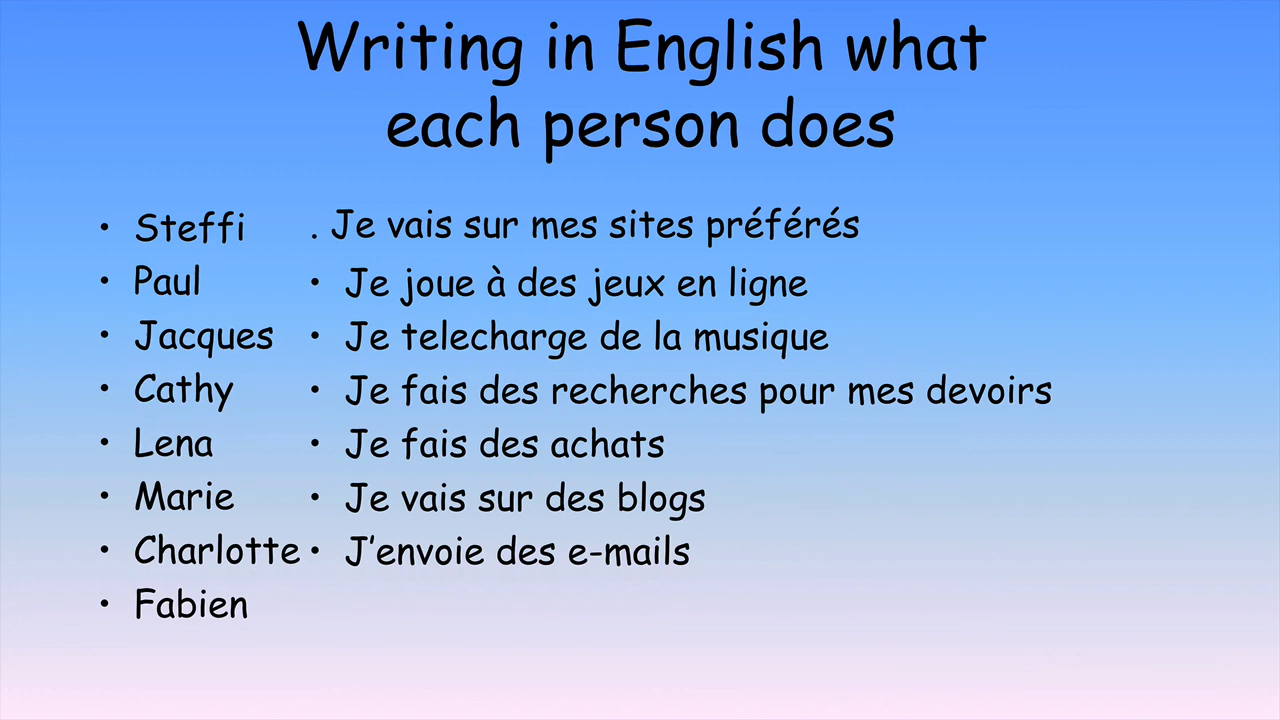 Writing in English what
each person does
• Steffi
• Paul
• Jacques
• Cathy
• Lena
• Marie
• Charlotte
• Fabien
. Je vais sur mes sites préférés
• Je joue à des jeux en ligne
• Je telecharge de la musique
• Je fais des recherches pour mes devoirs
• Je fais des achats
• Je vais sur des blogs
• J’envoie des e-mails